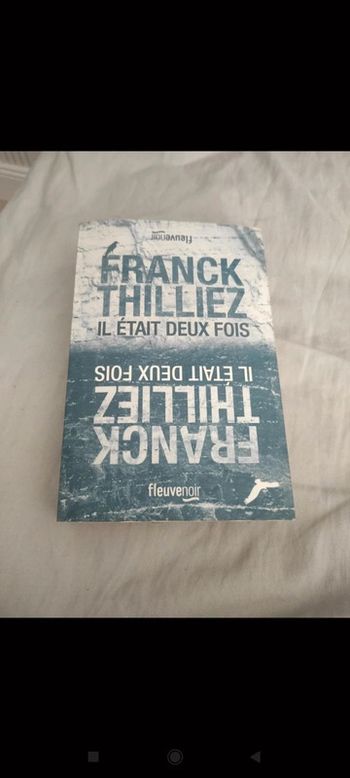 fleuvenoir
FRANCK
THILLIEZ
IL ÉTAIT DEUX FOIS
IL ÉTAIT DEUX FOIS
THILLIEZ
FRANCK
fleuvenoir